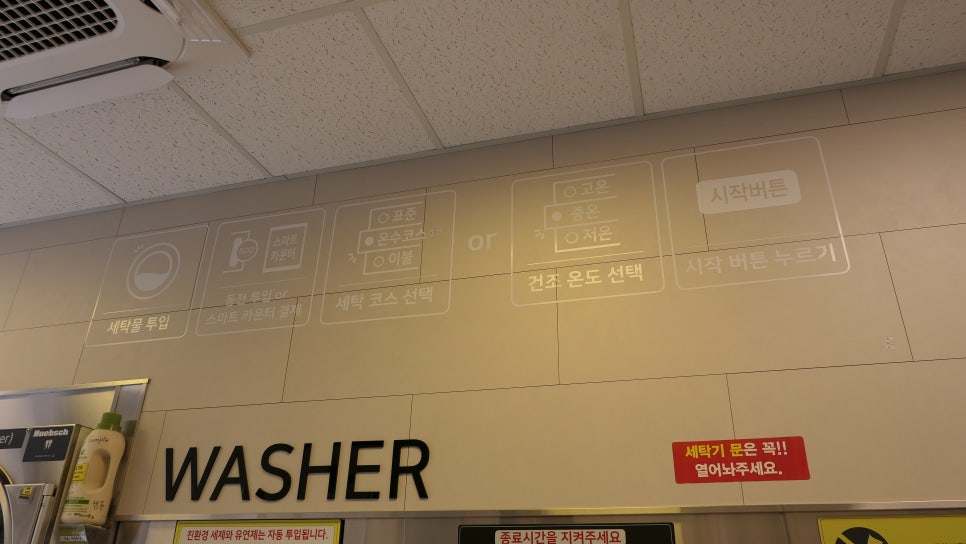 500
스마트
카운터
표준
온수코스
이불
or
고온
중온
저온
시작버튼
세탁물 투입
동전 투입 or
스마트 카운터 결제
세탁 코스 선택
건조 온도 선택
시작 버튼 누르기
Huebsch
WASHER
세탁기 문은 꼭!!
열어놔주세요.
친환경 세제와 유연제는 자동 투입됩니다.
종료시간을 지켜주세요